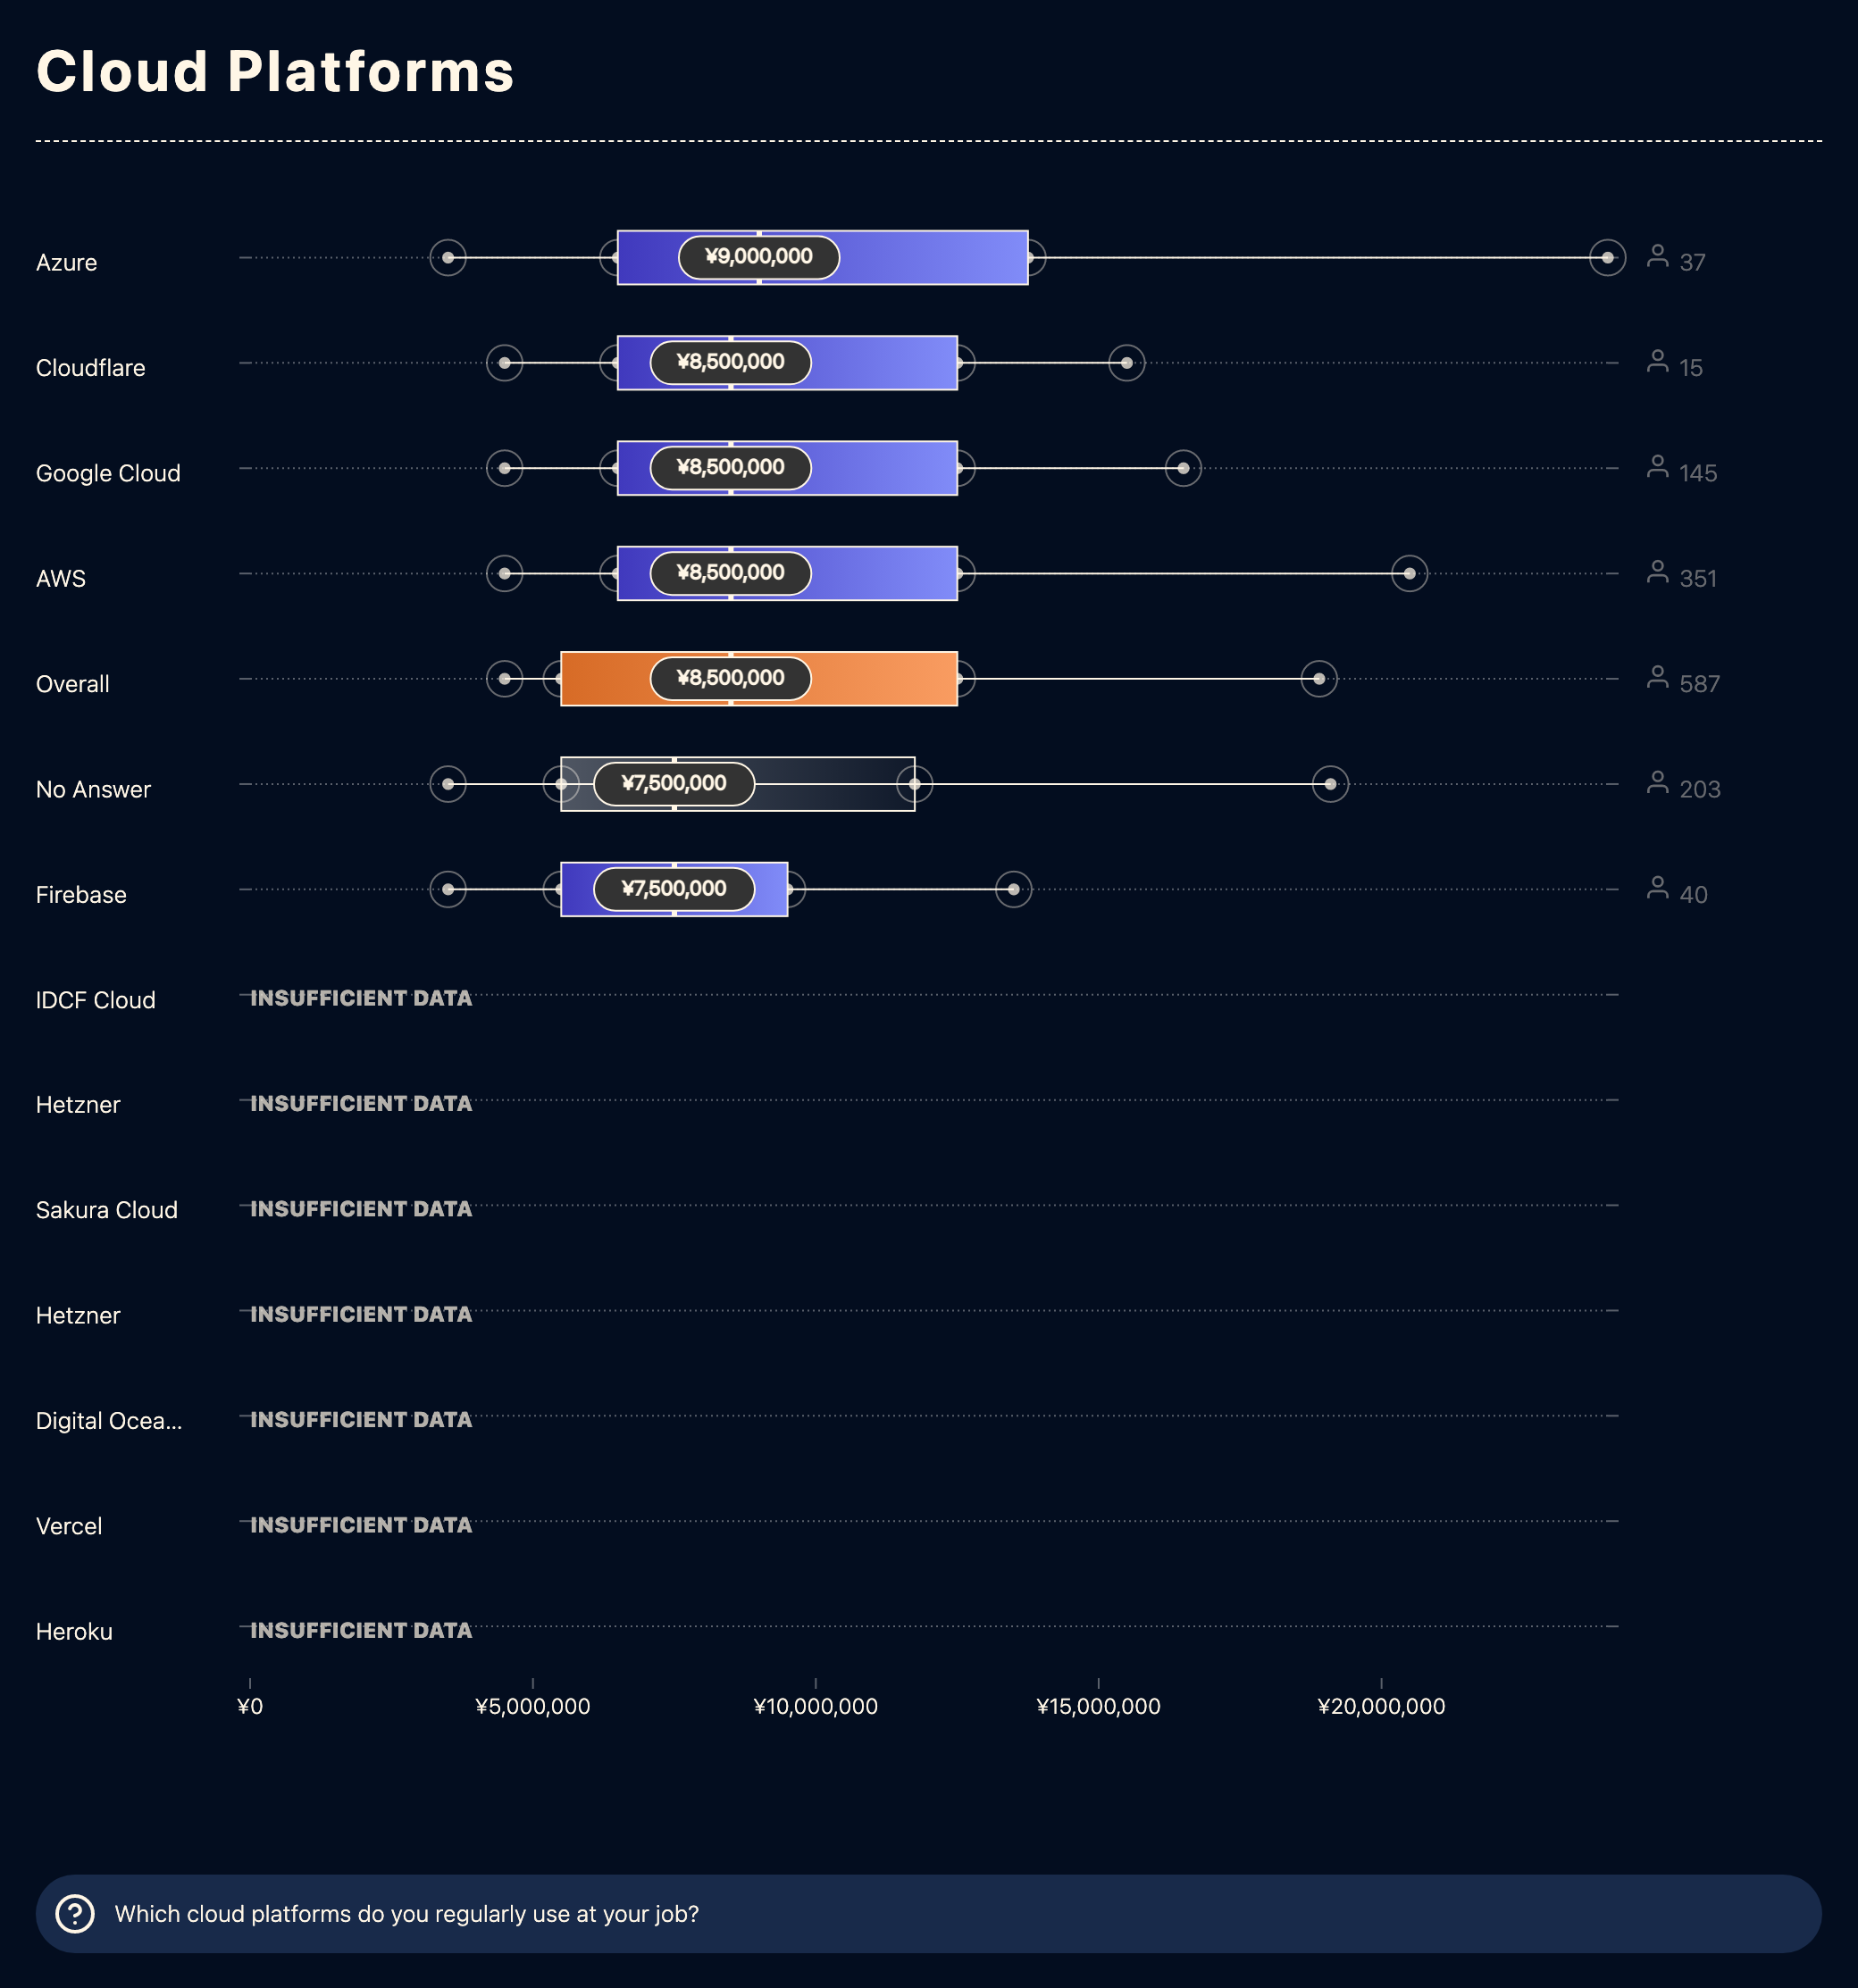 Cloud Platforms
Azure ¥9,000,000 37
Cloudflare ¥8,500,000 15
Google Cloud ¥8,500,000 145
AWS ¥8,500,000 351
Overall ¥8,500,000 587
No Answer ¥7,500,000 203
Firebase ¥7,500,000 40
IDCF Cloud INSUFFICIENT DATA
Hetzner INSUFFICIENT DATA
Sakura Cloud INSUFFICIENT DATA
Hetzner INSUFFICIENT DATA
Digital Ocea... INSUFFICIENT DATA
Vercel INSUFFICIENT DATA
Heroku INSUFFICIENT DATA
¥0 ¥5,000,000 ¥10,000,000 ¥15,000,000 ¥20,000,000
Which cloud platforms do you regularly use at your job?